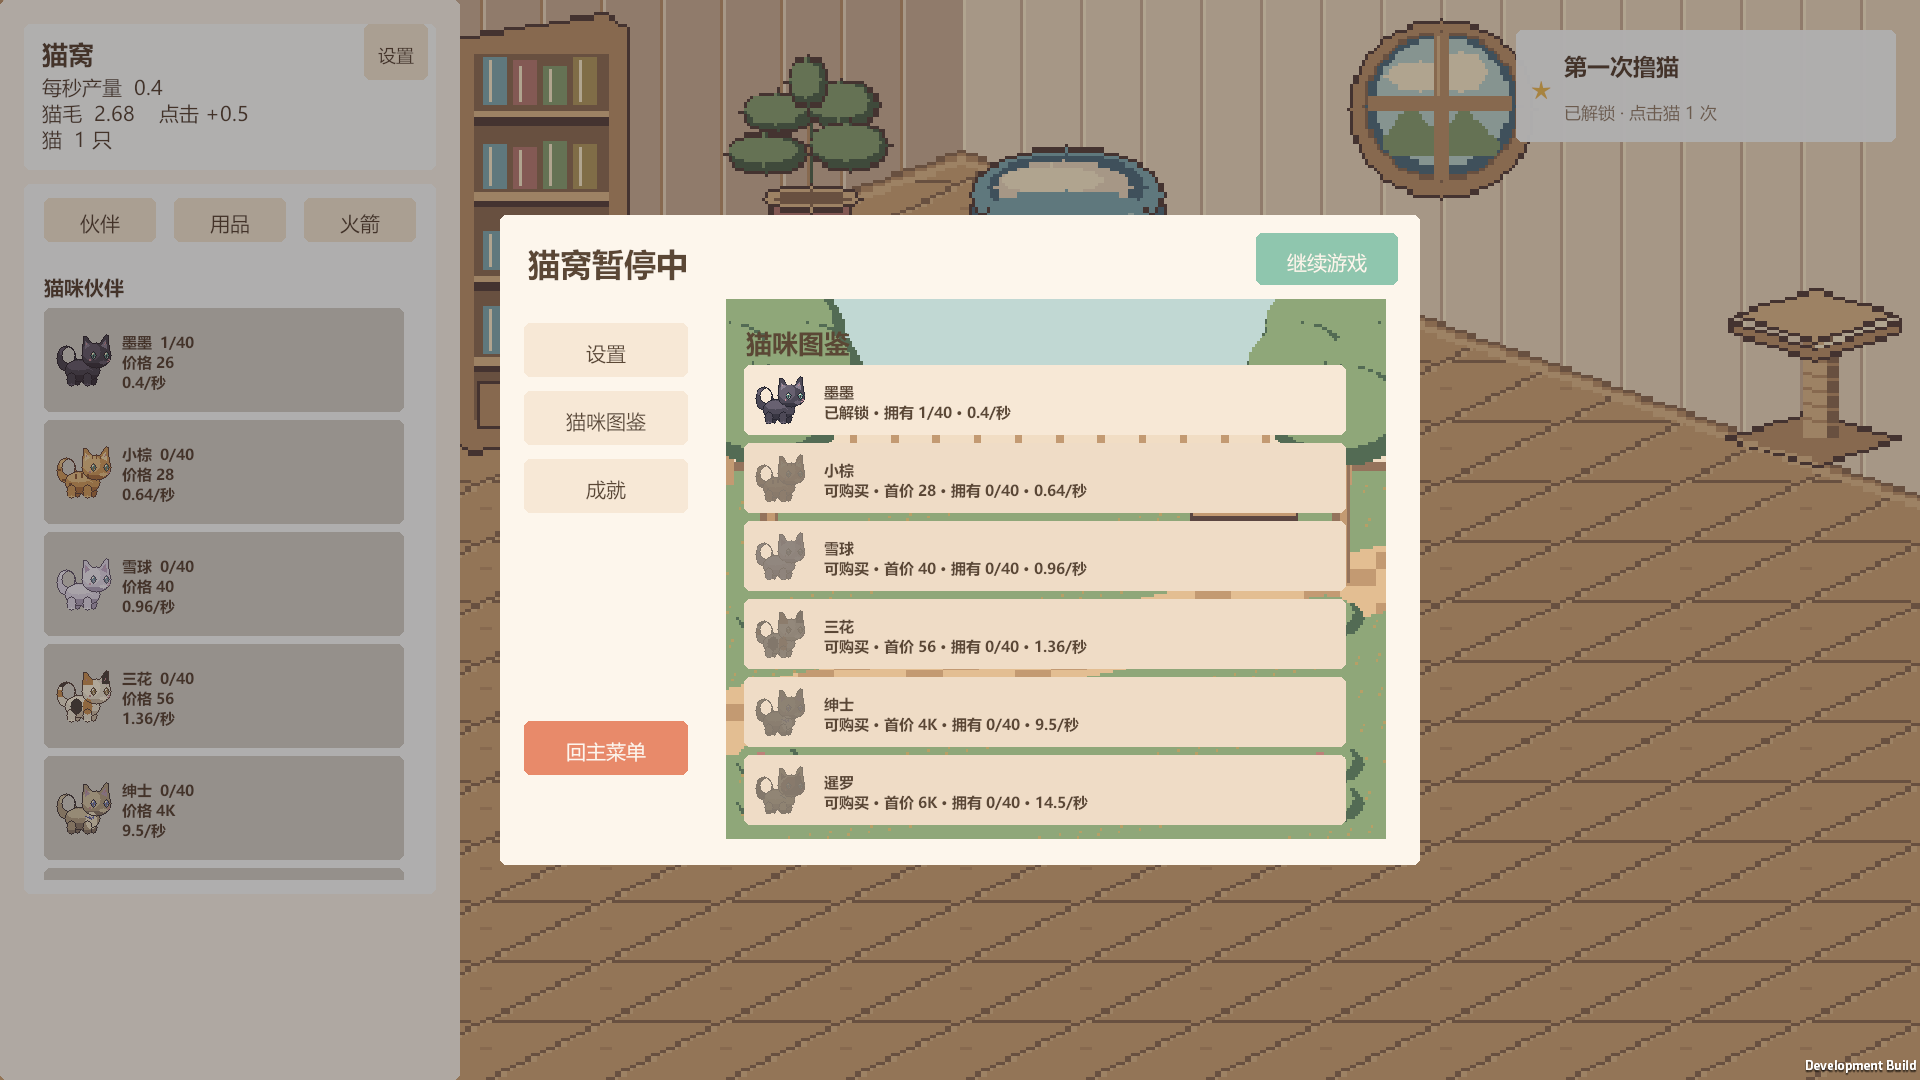 猫窝
设置
每秒产量 0.4
猫毛 2.68 点击 +0.5
猫 1 只
伙伴
用品
火箭
猫咪伙伴
墨墨 1/40
价格 26
0.4/秒
小棕 0/40
价格 28
0.64/秒
雪球 0/40
价格 40
0.96/秒
三花 0/40
价格 56
1.36/秒
绅士 0/40
价格 4K
9.5/秒
第一次撸猫
★
已解锁 · 点击猫 1 次
猫窝暂停中
继续游戏
设置
猫咪图鉴
成就
回主菜单
猫咪图鉴
墨墨
已解锁 • 拥有 1/40 • 0.4/秒
小棕
可购买 • 首价 28 • 拥有 0/40 • 0.64/秒
雪球
可购买 • 首价 40 • 拥有 0/40 • 0.96/秒
三花
可购买 • 首价 56 • 拥有 0/40 • 1.36/秒
绅士
可购买 • 首价 4K • 拥有 0/40 • 9.5/秒
暹罗
可购买 • 首价 6K • 拥有 0/40 • 14.5/秒
Development Build